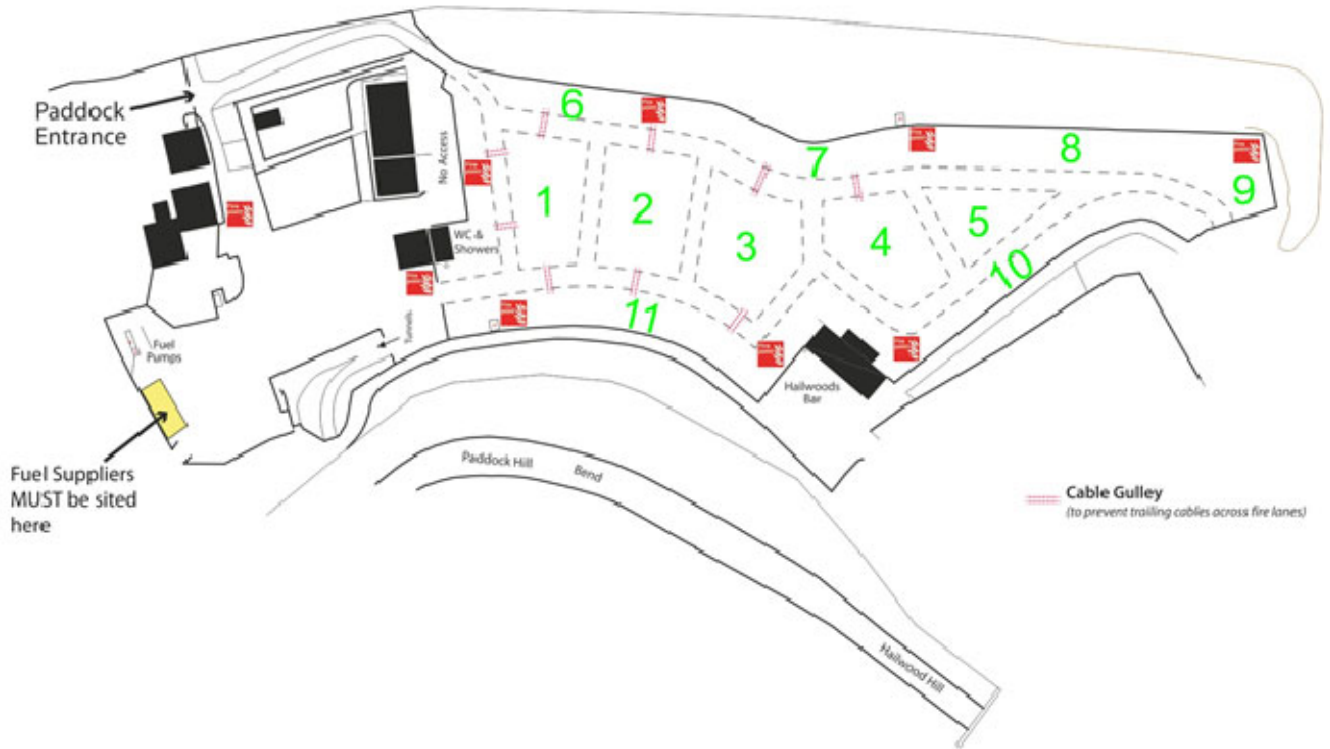 Paddock
Entrance
No Access
WC &
Showers
Tunnels
Fuel
Pumps
Fuel Suppliers
MUST be sited
here
6
7
8
9
1
2
3
4
5
10
11
Hailwoods
Bar
Paddock Hill Bend
Hailwood Hill
Cable Gulley
(to prevent trailing cables across fire lanes)